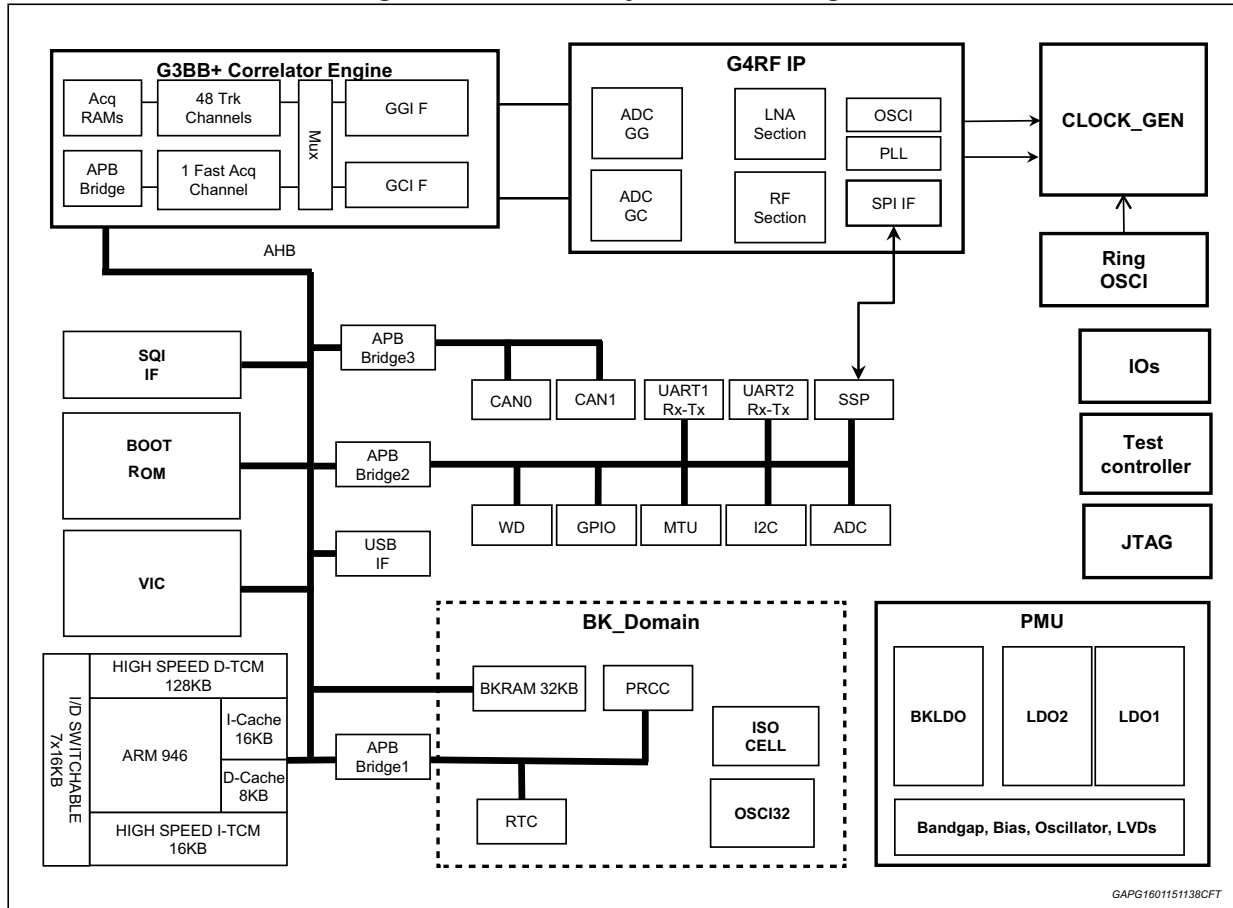 G3BB+ Correlator Engine
Acq
RAMs
48 Trk
Channels
Mux
GGI F
APB
Bridge
1 Fast Acq
Channel
GCI F
G4RF IP
ADC
GG
LNA
Section
OSCI
PLL
ADC
GC
RF
Section
SPI IF
CLOCK_GEN
Ring
OSCI
AHB
SQI
IF
APB
Bridge3
CAN0
CAN1
UART1
Rx-Tx
UART2
Rx-Tx
SSP
IOs
BOOT
ROM
APB
Bridge2
Test
controller
WD
GPIO
MTU
I2C
ADC
JTAG
VIC
USB
IF
BK_Domain
BKRAM 32KB
PRCC
ISO
CELL
APB
Bridge1
RTC
OSCI32
PMU
BKLDO
LDO2
LDO1
Bandgap, Bias, Oscillator, LVDs
I/D SWITCHABLE
7x16KB
HIGH SPEED D-TCM
128KB
ARM 946
I-Cache
16KB
D-Cache
8KB
HIGH SPEED I-TCM
16KB
GAPG1601151138CFT